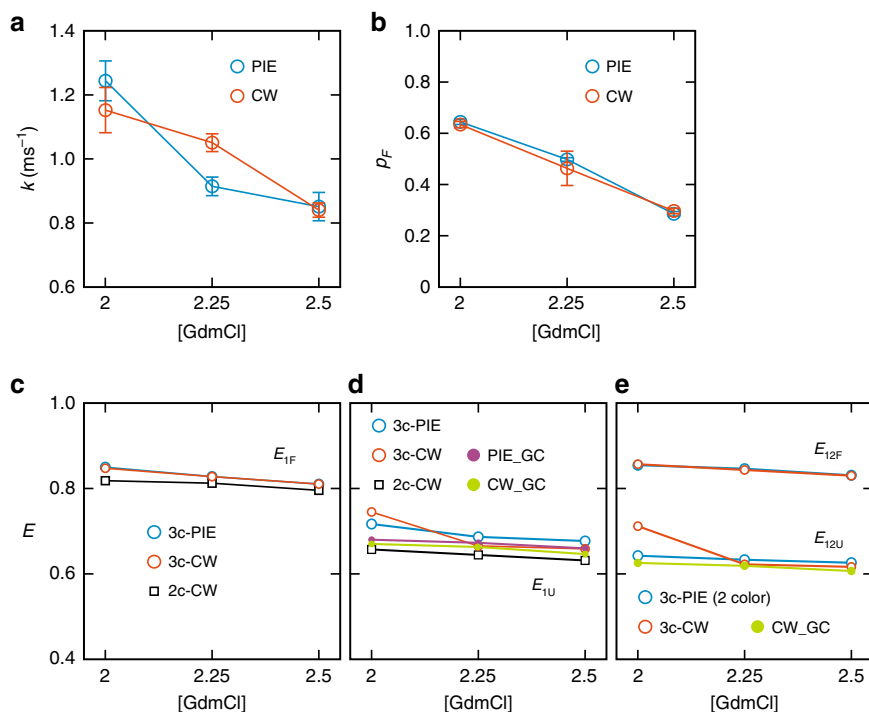 a
k (ms⁻¹)
1.4
1.2
1.0
0.8
0.6
PIE
CW
2
2.25
2.5
[GdmCl]
b
p_F
1.0
0.8
0.6
0.4
0.2
0
PIE
CW
2
2.25
2.5
[GdmCl]
c
E
1.0
0.8
0.6
0.4
E_1F
3c-PIE
3c-CW
2c-CW
2
2.25
2.5
[GdmCl]
d
3c-PIE
3c-CW
2c-CW
PIE_GC
CW_GC
E_1U
2
2.25
2.5
[GdmCl]
e
E_12F
E_12U
3c-PIE (2 color)
3c-CW
CW_GC
2
2.25
2.5
[GdmCl]